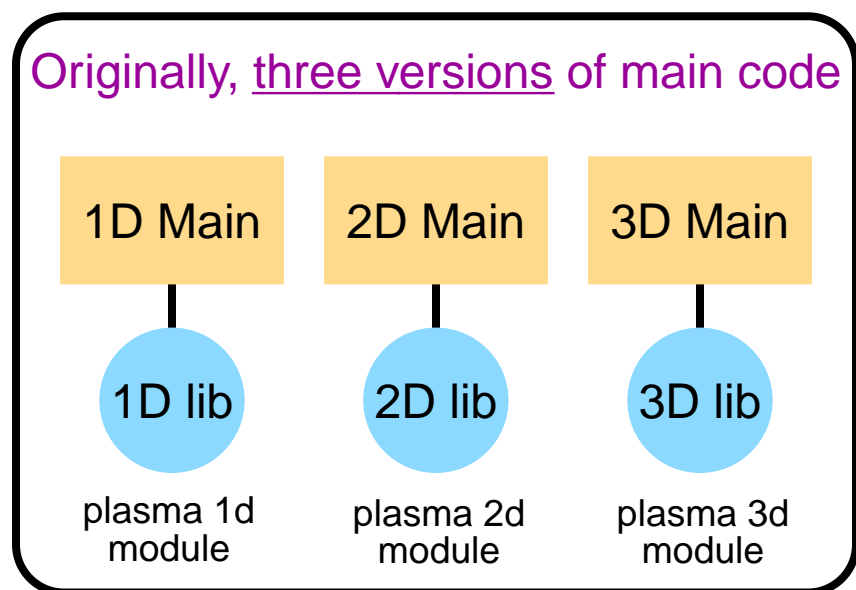 Originally, three versions of main code
1D Main
2D Main
3D Main
1D lib
2D lib
3D lib
plasma 1d
module
plasma 2d
module
plasma 3d
module